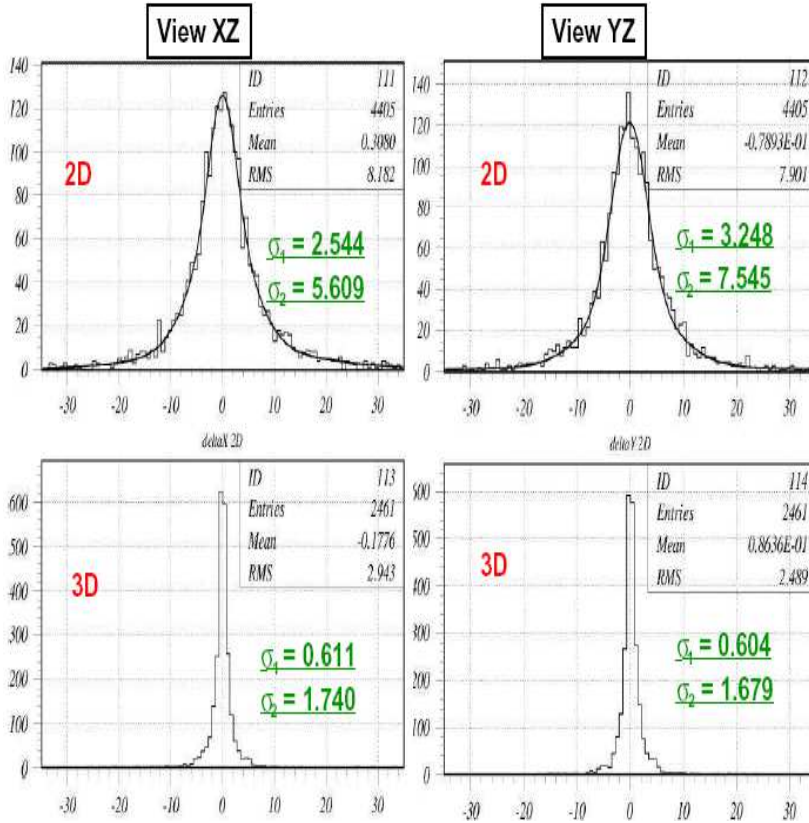 View XZ
View YZ
140
120
100
80
60
40
20
0
-30 -20 -10 0 10 20 30
ID 111
Entries 4405
Mean 0.3080
RMS 8.182
2D
σ1 = 2.544
σ2 = 5.609
deltaX 2D
140
120
100
80
60
40
20
0
-30 -20 -10 0 10 20 30
ID 112
Entries 4405
Mean -0.7893E-01
RMS 7.901
2D
σ1 = 3.248
σ2 = 7.545
deltaY 2D
600
500
400
300
200
100
0
-30 -20 -10 0 10 20 30
ID 113
Entries 2461
Mean -0.1776
RMS 2.943
3D
σ1 = 0.611
σ2 = 1.740
600
500
400
300
200
100
0
-30 -20 -10 0 10 20 30
ID 114
Entries 2461
Mean 0.8636E-01
RMS 2.489
3D
σ1 = 0.604
σ2 = 1.679